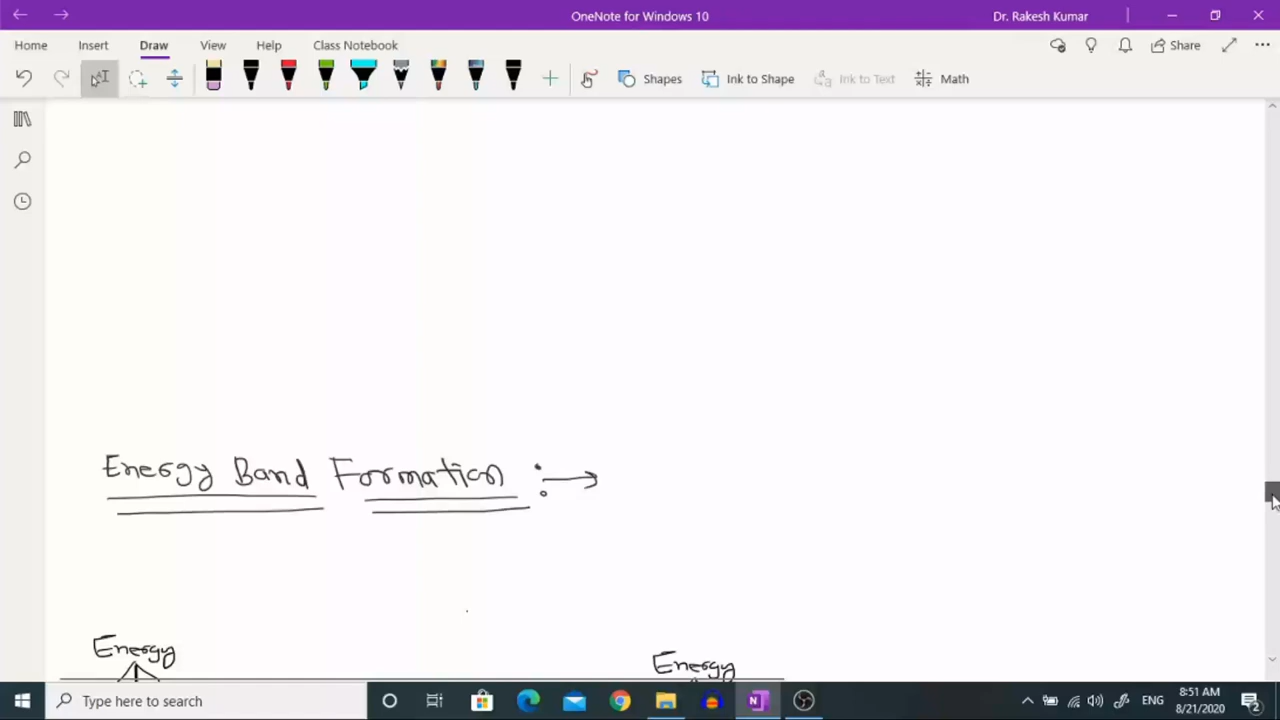 OneNote for Windows 10
Dr. Rakesh Kumar
Home Insert Draw View Help Class Notebook
Share
Shapes Ink to Shape Ink to Text Math
Energy Band Formation :→
Energy
Energy
Type here to search
ENG
8:51 AM
8/21/2020
2